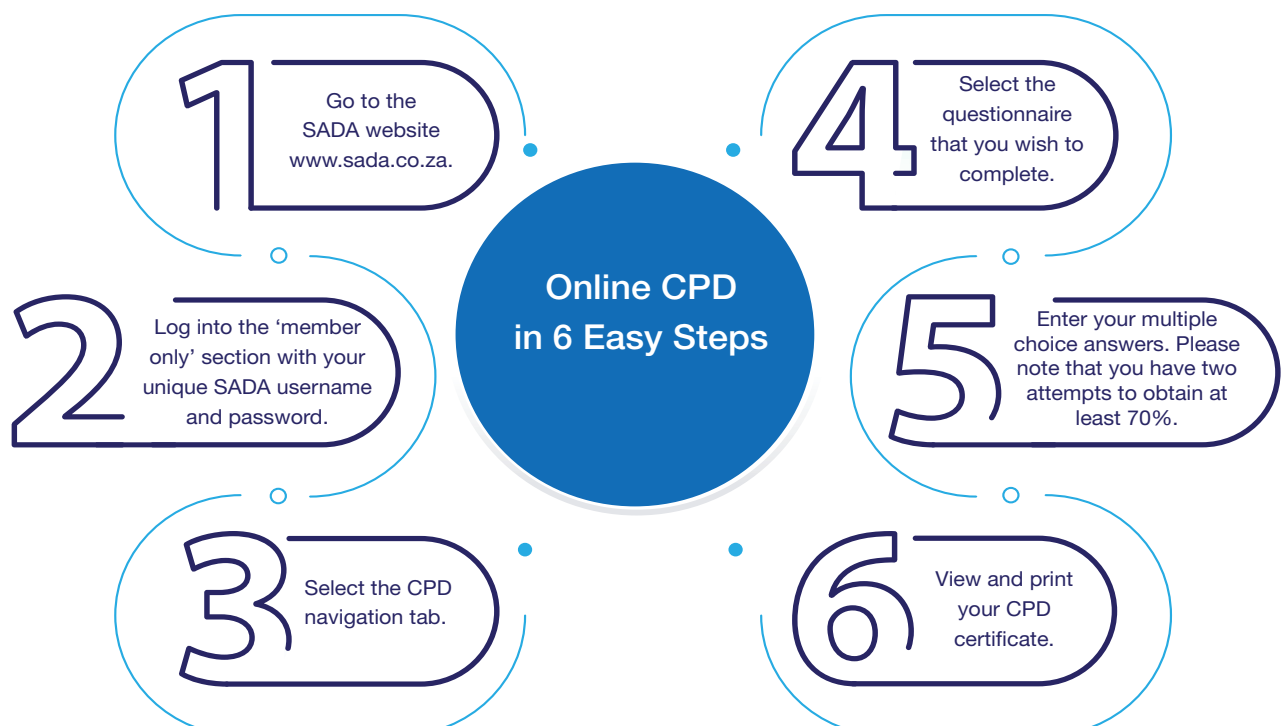 Online CPD
in 6 Easy Steps
1
Go to the
SADA website
www.sada.co.za.
2
Log into the ‘member
only’ section with your
unique SADA username
and password.
3
Select the CPD
navigation tab.
4
Select the
questionnaire
that you wish to
complete.
5
Enter your multiple
choice answers. Please
note that you have two
attempts to obtain at
least 70%.
6
View and print
your CPD
certificate.